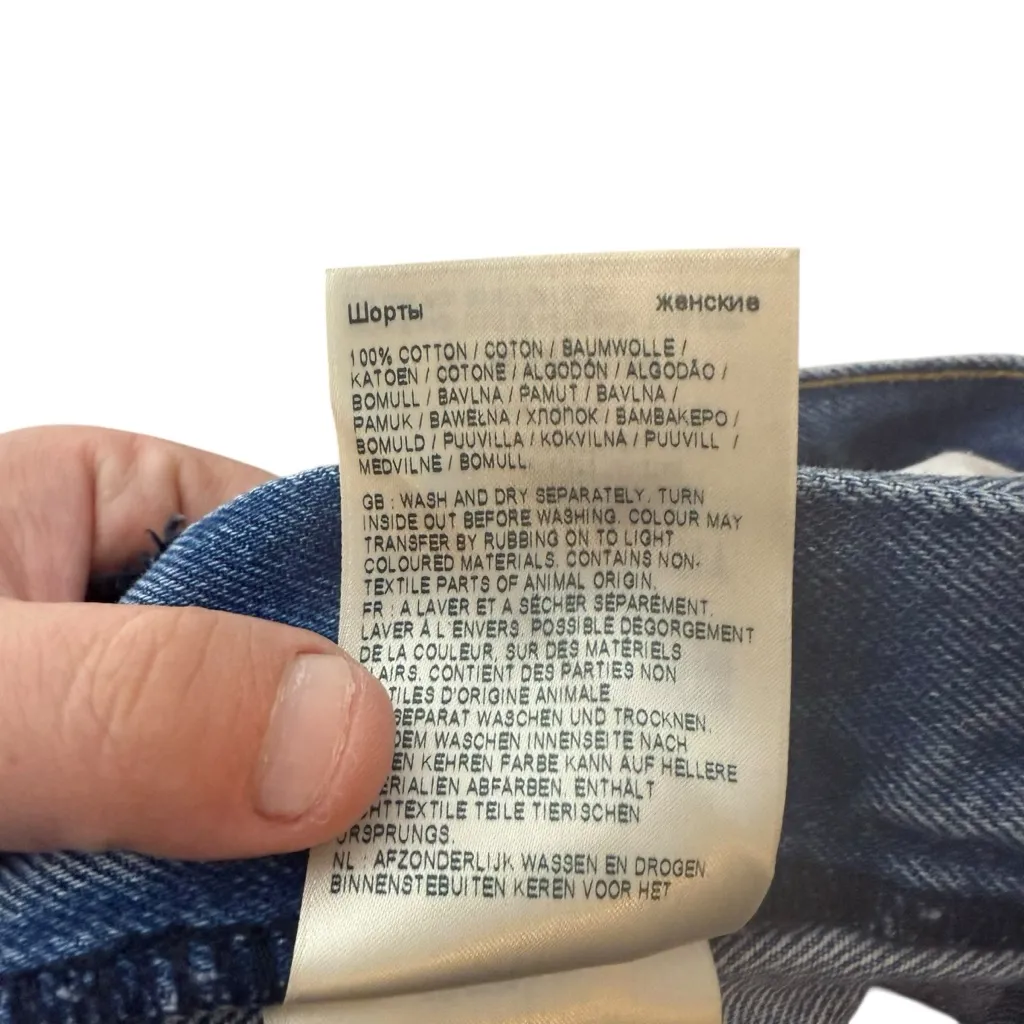 Шорты женские
100% COTTON / COTON / BAUMWOLLE /
KATOEN / COTONE / ALGODÓN / ALGODÃO /
BOMULL / BAVLNA / PAMUT / BAVLNA /
PAMUK / BAWEŁNA / ХЛОПОК / ΒΑΜΒΑΚΕΡΟ /
BOMULD / PUUVILLA / KOKVILNA / PUUVILL /
MEDVILNĖ / BOMULL
GB : WASH AND DRY SEPARATELY. TURN
INSIDE OUT BEFORE WASHING. COLOUR MAY
TRANSFER BY RUBBING ON TO LIGHT
COLOURED MATERIALS. CONTAINS NON-
TEXTILE PARTS OF ANIMAL ORIGIN.
FR : A LAVER ET A SÉCHER SÉPARÉMENT.
LAVER À L'ENVERS. POSSIBLE DÉGORGEMENT
DE LA COULEUR SUR DES MATÉRIELS
CONTIENT DES PARTIES NON
D'ORIGINE ANIMALE
SEPARAT WASCHEN UND TROCKNEN,
WASCHEN INNENSEITE NACH
KEHREN FARBE KANN AUF HELLERE
ABFÄRBEN. ENTHÄLT
TEILE TIERISCHEN
URSPRUNGS.
NL : AFZONDERLIJK WASSEN EN DROGEN
BINNENSTEBUITEN KEREN VOOR HET